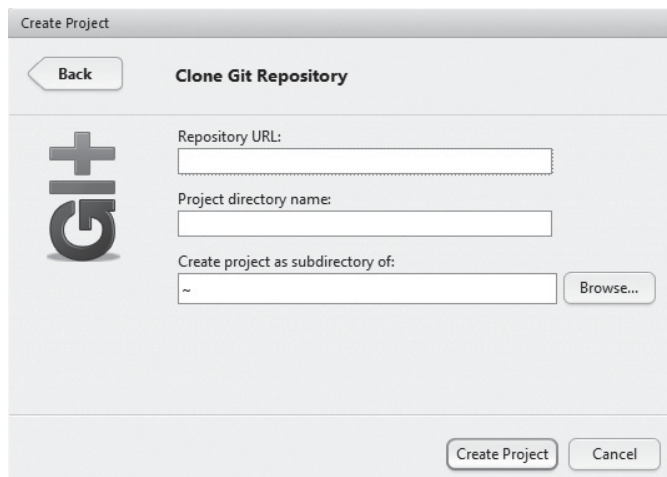 Create Project
Back
Clone Git Repository
GIT
Repository URL:
Project directory name:
Create project as subdirectory of:
~
Browse...
Create Project
Cancel